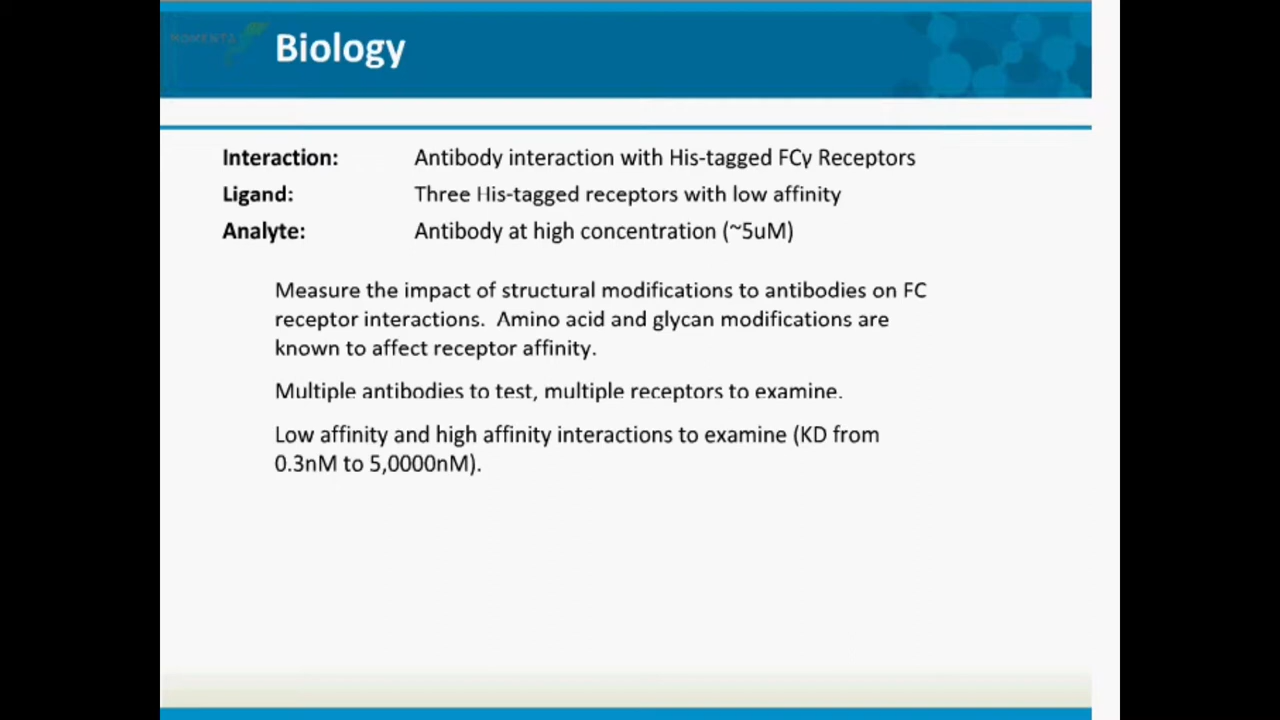 MOMENTA
Biology
Interaction: Antibody interaction with His-tagged FCγ Receptors
Ligand: Three His-tagged receptors with low affinity
Analyte: Antibody at high concentration (~5uM)
Measure the impact of structural modifications to antibodies on FC
receptor interactions. Amino acid and glycan modifications are
known to affect receptor affinity.
Multiple antibodies to test, multiple receptors to examine.
Low affinity and high affinity interactions to examine (KD from
0.3nM to 5,0000nM).